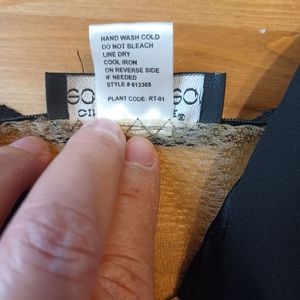 HAND WASH COLD
DO NOT BLEACH
LINE DRY
COOL IRON
ON REVERSE SIDE
IF NEEDED
STYLE # 613365
PLANT CODE: RT-01